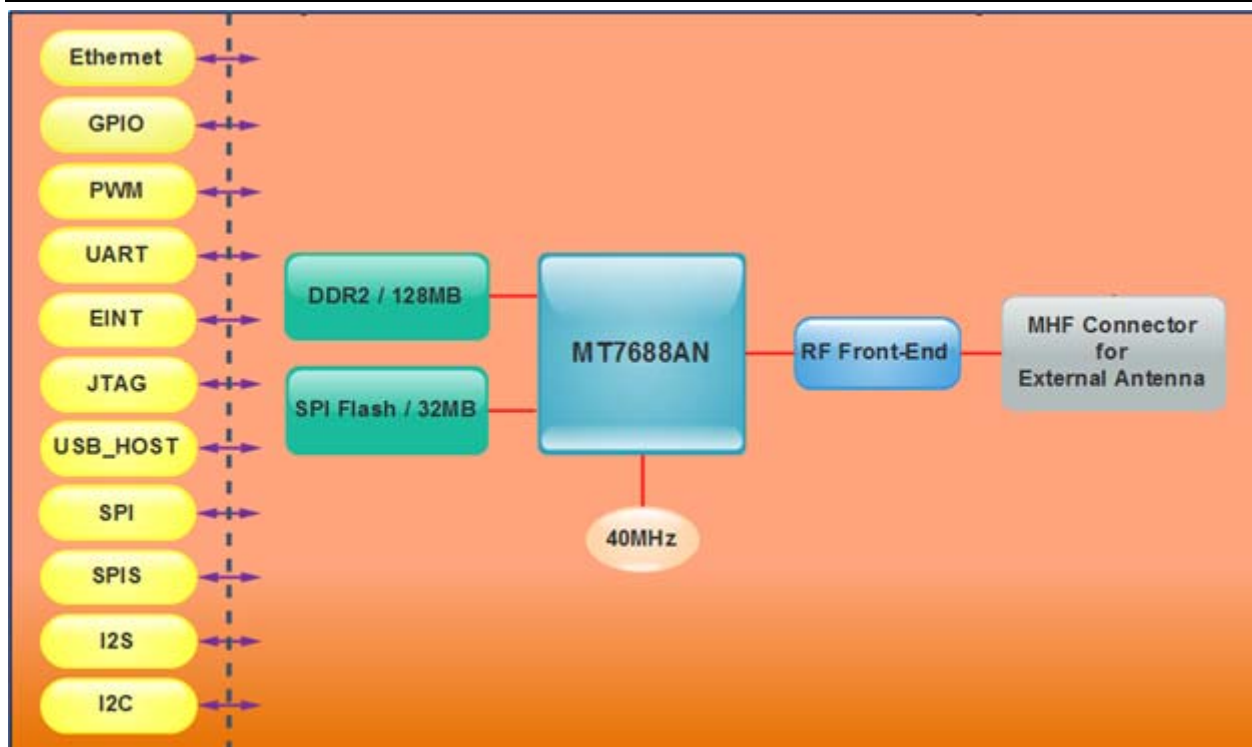 Ethernet
GPIO
PWM
UART
EINT
JTAG
USB_HOST
SPI
SPIS
I2S
I2C
DDR2 / 128MB
SPI Flash / 32MB
MT7688AN
40MHz
RF Front-End
MHF Connector
for
External Antenna